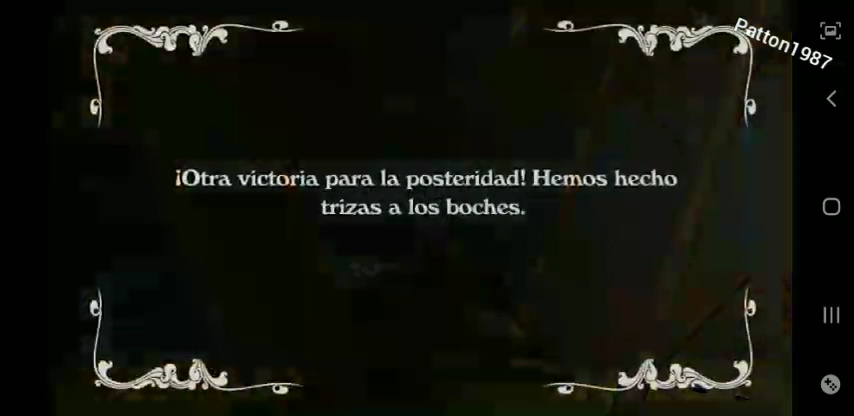 Patton1987
¡Otra victoria para la posteridad! Hemos hecho
trizas a los boches.